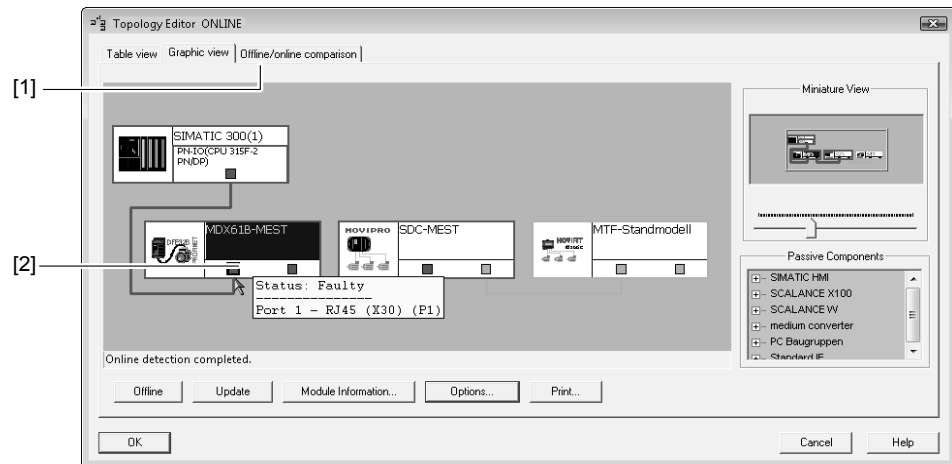 Topology Editor ONLINE
Table view Graphic view Offline/online comparison
[1]
Miniature View
SIMATIC 300(1)
PN-IO(CPU 315F-2
PN/DP)
MDX61B-MEST
DFE32B
PROFINET
MOVIPRO
SDC-MEST
MOVIFIT
MTF-Standmodell
[2]
Status: Faulty
---------------
Port 1 - RJ45 (X30) (P1)
Passive Components
SIMATIC HMI
SCALANCE X100
SCALANCE W
medium converter
PC Baugruppen
Standard IE
Online detection completed.
Offline Update Module Information... Options... Print...
OK Cancel Help